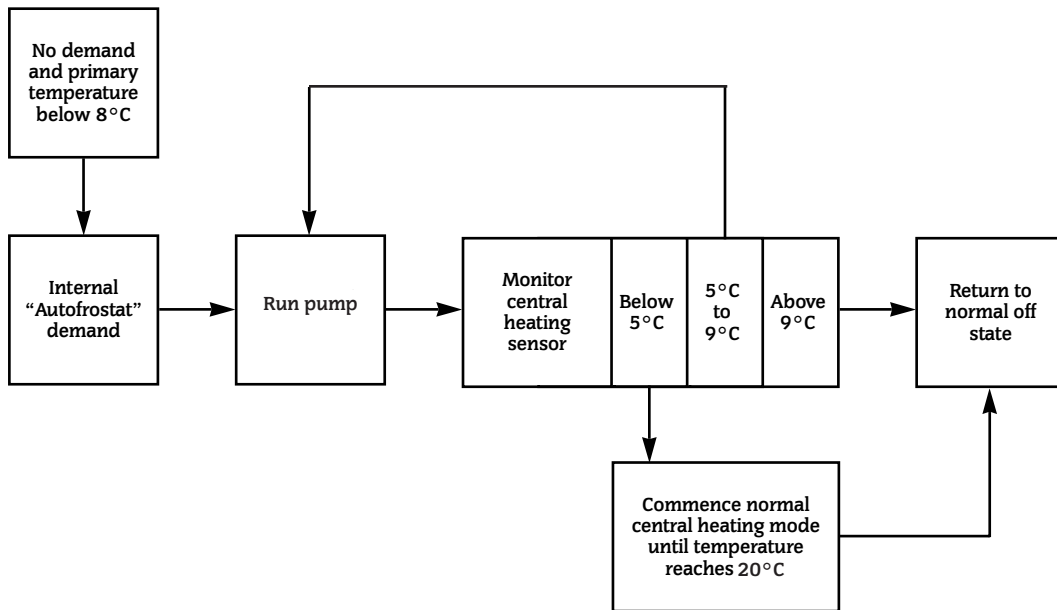 No demand
and primary
temperature
below 8°C
Internal
“Autofrostat”
demand
Run pump
Monitor
central
heating
sensor
Below
5°C
5°C
to
9°C
Above
9°C
Return to
normal off
state
Commence normal
central heating mode
until temperature
reaches 20°C